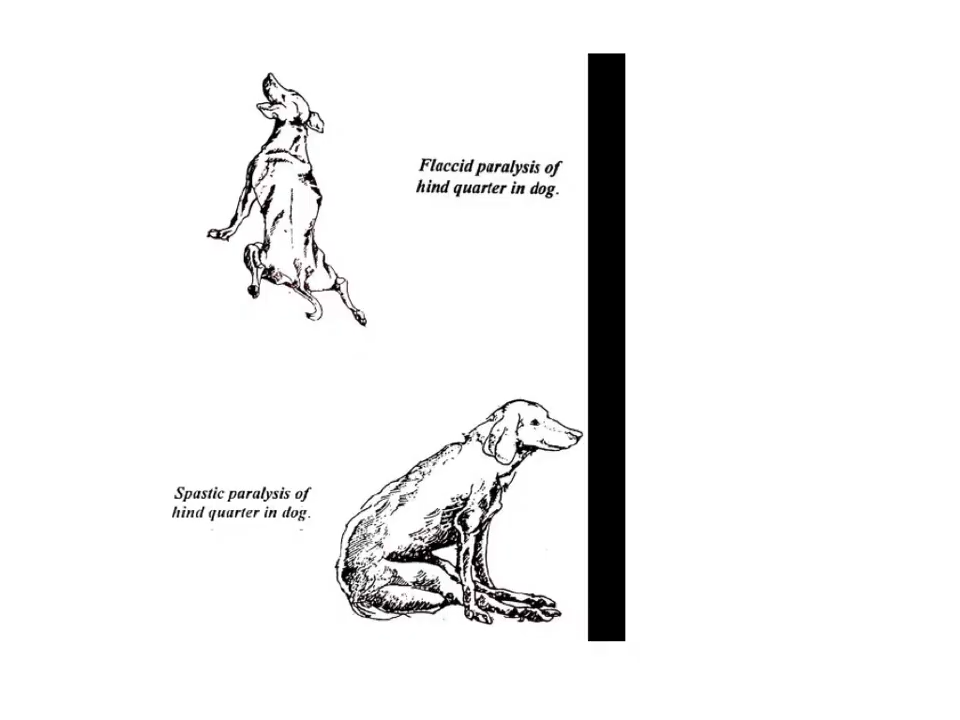 Flaccid paralysis of
hind quarter in dog.
Spastic paralysis of
hind quarter in dog.